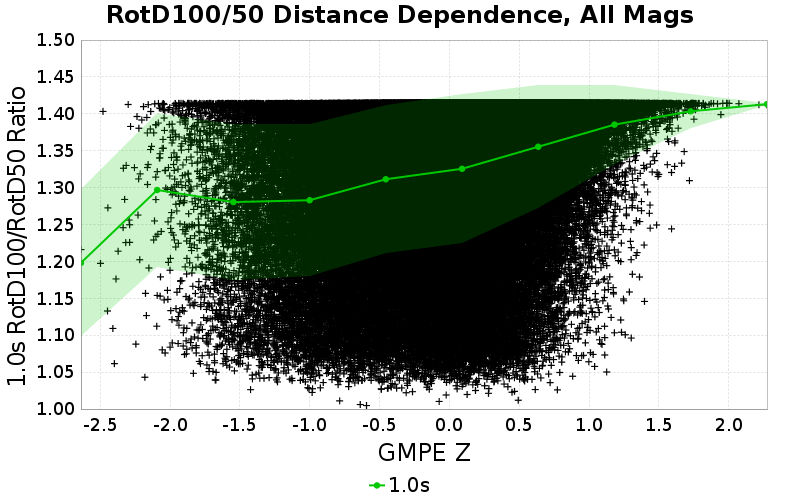 RotD100/50 Distance Dependence, All Mags
1.0s RotD100/RotD50 Ratio
1.50
1.45
1.40
1.35
1.30
1.25
1.20
1.15
1.10
1.05
1.00
-2.5 -2.0 -1.5 -1.0 -0.5 0.0 0.5 1.0 1.5 2.0
GMPE Z
1.0s